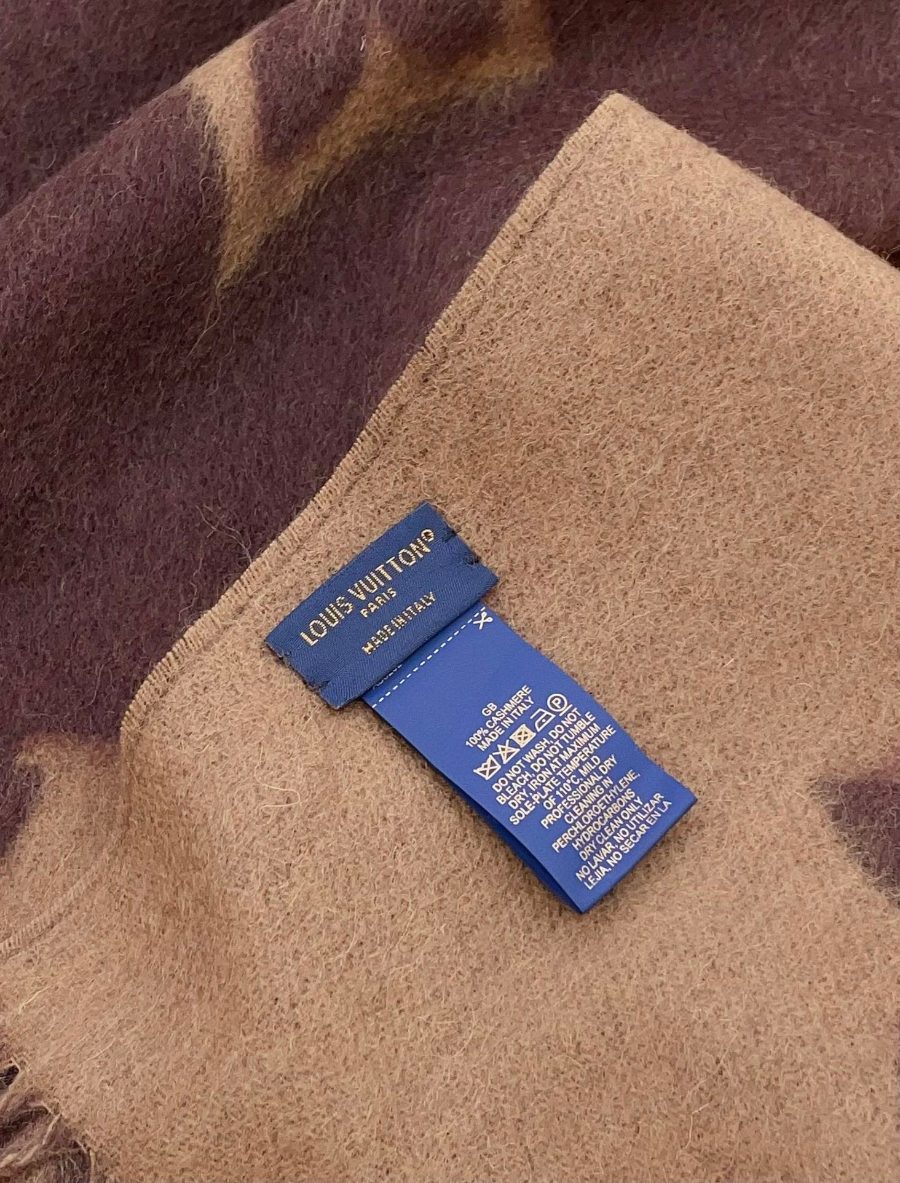 LOUIS VUITTON®
PARIS
MADE IN ITALY
GB
100% CASHMERE
MADE IN ITALY
P
DO NOT WASH, DO NOT
BLEACH, DO NOT TUMBLE
DRY, IRON AT MAXIMUM
SOLE-PLATE TEMPERATURE
OF 110°C, MILD
PROFESSIONAL DRY
CLEANING IN
PERCHLOROETHYLENE,
HYDROCARBONS
DRY CLEAN ONLY
NO LAVAR, NO UTILIZAR
LEJIA, NO SECAR EN LA